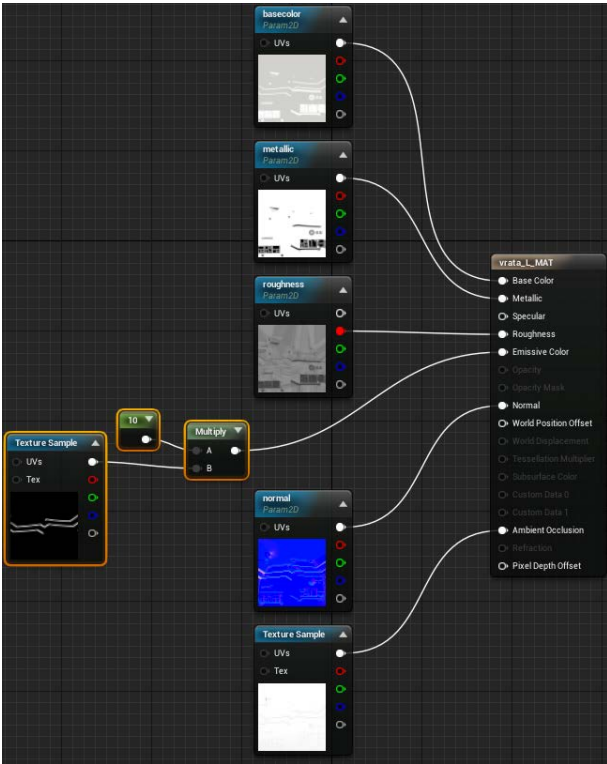 basecolor
Param2D
UVs
metallic
Param2D
UVs
roughness
Param2D
UVs
10
Multiply
A
B
Texture Sample
UVs
Tex
normal
Param2D
UVs
Texture Sample
UVs
Tex
vrata_L_MAT
Base Color
Metallic
Specular
Roughness
Emissive Color
Opacity
Opacity Mask
Normal
World Position Offset
World Displacement
Tessellation Multiplier
Subsurface Color
Custom Data 0
Custom Data 1
Ambient Occlusion
Refraction
Pixel Depth Offset